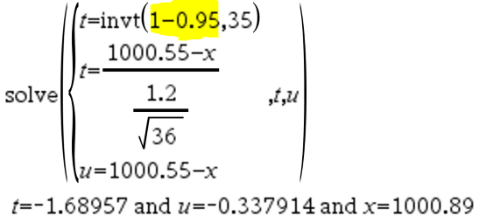 t=invt(1−0.95,35)
t=
1000.55−x
1.2
√36
solve ,t,u
u=1000.55−x
t=−1.68957 and u=−0.337914 and x=1000.89